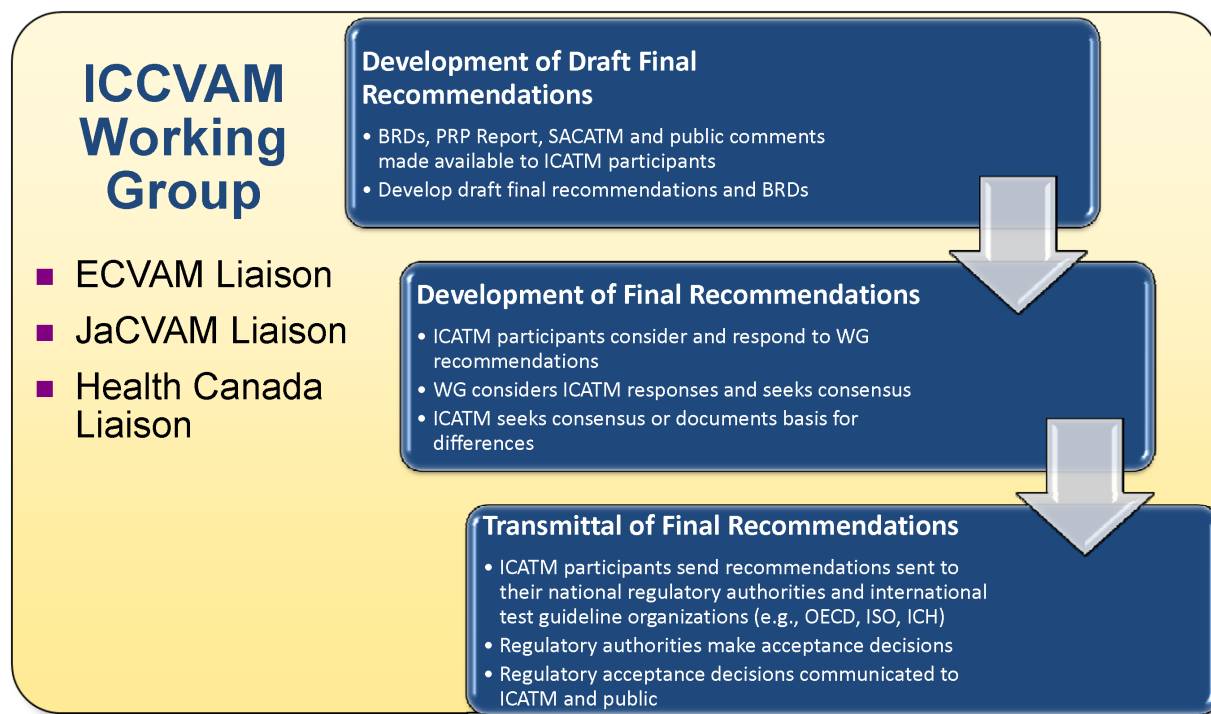 ICCVAM
Working
Group
■ ECVAM Liaison
■ JaCVAM Liaison
■ Health Canada
Liaison
Development of Draft Final
Recommendations
• BRDs, PRP Report, SACATM and public comments
made available to ICATM participants
• Develop draft final recommendations and BRDs
Development of Final Recommendations
• ICATM participants consider and respond to WG
recommendations
• WG considers ICATM responses and seeks consensus
• ICATM seeks consensus or documents basis for
differences
Transmittal of Final Recommendations
• ICATM participants send recommendations sent to
their national regulatory authorities and international
test guideline organizations (e.g., OECD, ISO, ICH)
• Regulatory authorities make acceptance decisions
• Regulatory acceptance decisions communicated to
ICATM and public